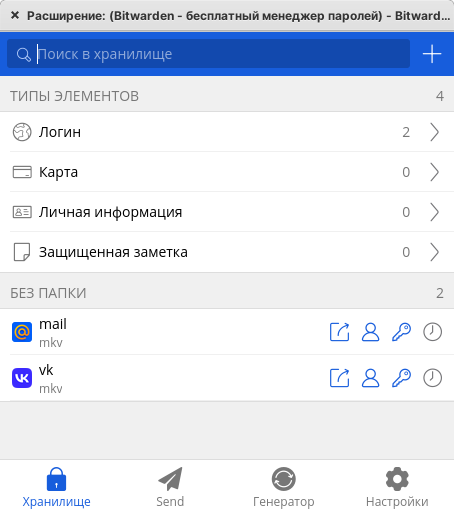 Расширение: (Bitwarden - бесплатный менеджер паролей) - Bitward...
Поиск в хранилище
ТИПЫ ЭЛЕМЕНТОВ 4
Логин 2
Карта 0
Личная информация 0
Защищенная заметка 0
БЕЗ ПАПКИ 2
mail
mkv
vk
mkv
Хранилище Send Генератор Настройки